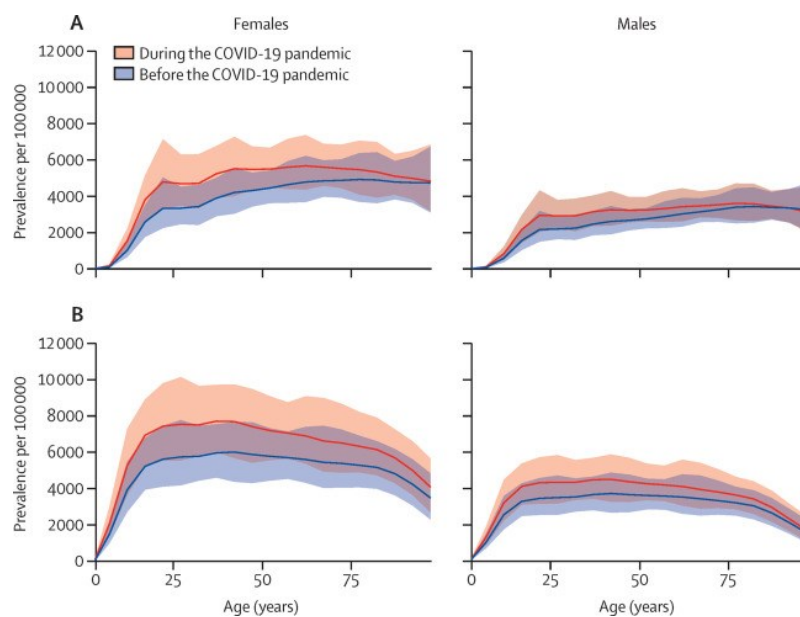 A
Females
Males
During the COVID-19 pandemic
Before the COVID-19 pandemic
Prevalence per 100 000
12 000
10 000
8000
6000
4000
2000
0
B
Prevalence per 100 000
12 000
10 000
8000
6000
4000
2000
0
0 25 50 75
0 25 50 75
Age (years)
Age (years)